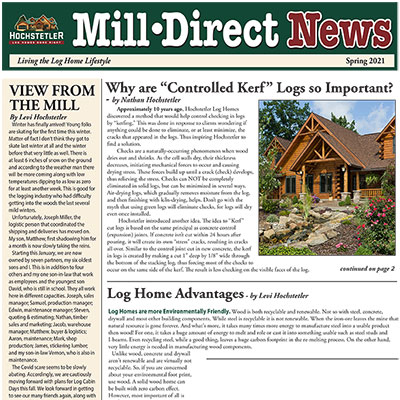 HOCHSTETLER
LOG HOMES DONE RIGHT
Mill•Direct News
Living the Log Home Lifestyle
Spring 2021
VIEW FROM
THE MILL
By Levi Hochstetler
Winter has finally arrived! Young folks
are skating for the first time this winter.
Matter of fact I don't think they got to
skate last winter at all and the winter
before that very little as well. There is
at least 6 inches of snow on the ground
and according to the weather men there
will be more coming along with low
temperatures dipping to as low as zero
for at least another week. This is good for
the logging industry who had difficulty
getting into the woods the last several
mild winters.
Unfortunately, Joseph Miller, the
logistic person that coordinated the
shipping and deliveries has moved on.
My son, Matthew, first shadowing him for
a month is now slowly taking the reins.
Starting this January, we are now
owned by seven partners, my six oldest
sons and I. This is in addition to four
others and my one son-in-law that work
as employees and the youngest son
David, who is still in school. They all work
here in different capacities. Joseph, sales
manager; Samuel, production manager;
Edwin, maintenance manager; Steven,
quoting & estimating; Nathan, timber
sales and marketing; Jacob, warehouse
manager; Matthew, buyer & logistics;
Aaron, maintenance; Mark, shop
production; James, stickering lumber;
and my son-in-law Vernon, who is also in
maintenance.
The Covid scare seems to be slowly
abating. Accordingly, we are cautiously
moving forward with plans for Log Cabin
Days this fall. We look forward in getting
to see our many friends again, along with
Why are “Controlled Kerf” Logs so Important?
- by Nathan Hochstetler
Approximately 10 years ago, Hochstetler Log Homes
discovered a method that would help control cracking in logs
by "kerfing." This was done in response to clients wondering if
anything could be done to eliminate, or at least minimize, the
cracks that appeared in the logs. Thus inspiring Hochstetler to
find a solution.
Checks are a naturally-occurring phenomenon when wood
dries out and shrinks. As the cell walls dry, their thickness
decreases, initiating mechanical forces to occur and causing
drying stress. These forces build up until a crack (check) develops,
thus relieving the stress. Checks can NOT be completely
eliminated in solid logs, but can be minimized in several ways.
Air-drying logs, which gradually removes moisture from the log,
and then finishing with kiln-drying, helps. Don't go with the
myth that using green logs will eliminate checks, for logs will dry
even once installed.
Hochstetler introduced another idea. The idea to "Kerf"
cut logs is based on the same principal as concrete control
(expansion) joints. If concrete isn't cut within 24 hours after
pouring, it will create its own "stress" cracks, resulting in cracks
all over. Similar to the control joint cut in new concrete, the kerf
in logs is created by making a cut 1" deep by 1/8" wide through
the bottom of the stacking log, thus forcing most of the checks to
occur on the same side of the kerf. The result is less checking on the visible faces of the log.
continued on page 2
Log Home Advantages - by Levi Hochstetler
Log Homes are more Environmentally Friendly. Wood is both recyclable and renewable. Not so with steel, concrete,
drywall and most other building components. While steel is recyclable it is not renewable. When the iron ore leaves the mine that
natural resource is gone forever. And what's more, it takes many times more energy to manufacture steel into a usable product
then wood! For one, it takes a huge amount of energy to melt and role or cast it into something usable such as steel studs and
I beams. Even recycling steel, while a good thing, leaves a huge carbon footprint in the re-melting process. On the other hand,
very little energy is needed in manufacturing wood components.
Unlike wood, concrete and drywall
aren't renewable and are virtually not
recyclable. So, if you are concerned
about your environmental foot print,
use wood. A solid wood home can
be built with zero carbon effect.
However, most important of all is